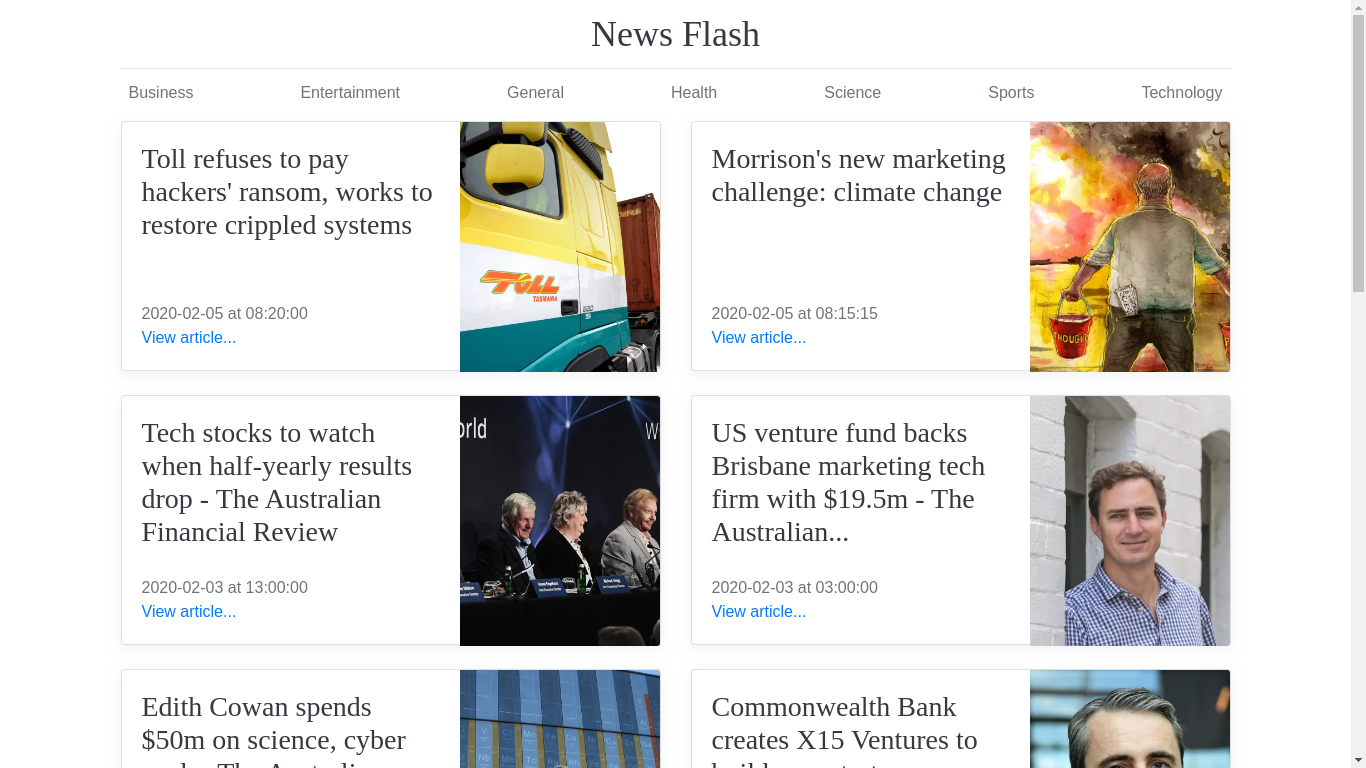 News Flash
Business Entertainment General Health Science Sports Technology
Toll refuses to pay
hackers' ransom, works to
restore crippled systems
2020-02-05 at 08:20:00
View article...
TOLL
TASMANIA
Morrison's new marketing
challenge: climate change
2020-02-05 at 08:15:15
View article...
THOUGHT
Tech stocks to watch
when half-yearly results
drop - The Australian
Financial Review
2020-02-03 at 13:00:00
View article...
orld
US venture fund backs
Brisbane marketing tech
firm with $19.5m - The
Australian...
2020-02-03 at 03:00:00
View article...
Edith Cowan spends
$50m on science, cyber
Commonwealth Bank
creates X15 Ventures to